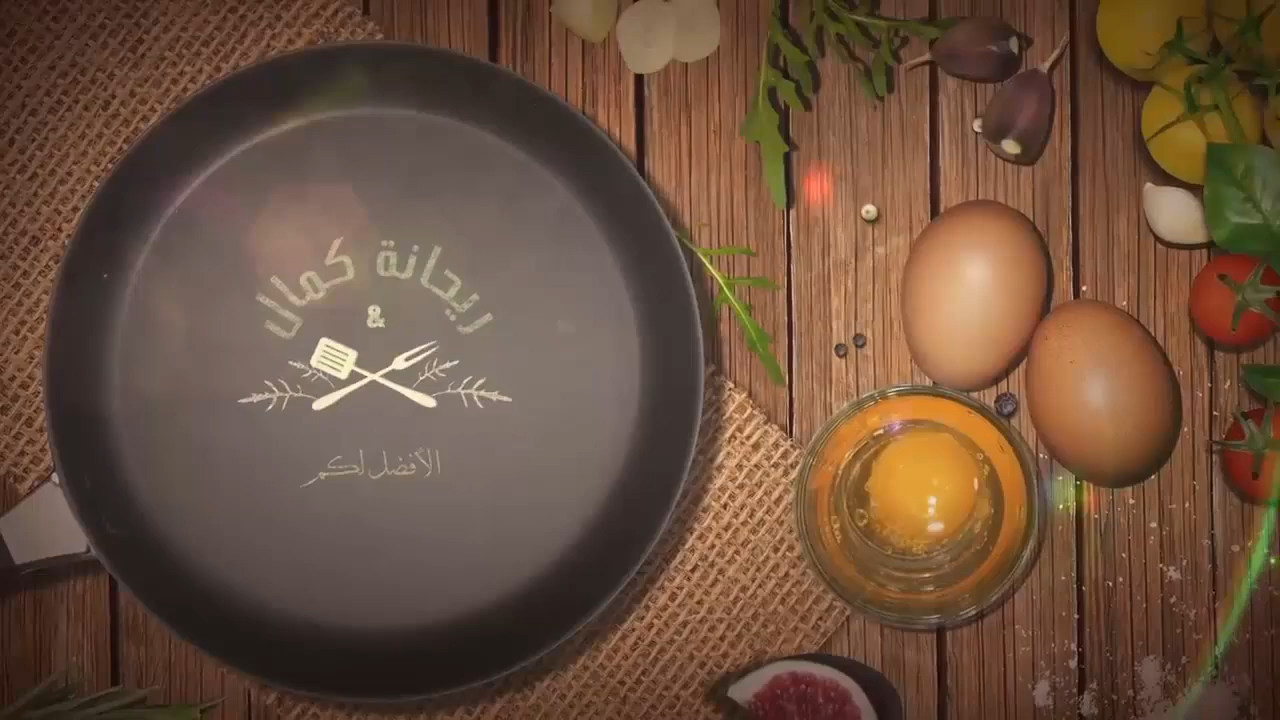 ريحانة كمال
&
الأفضل لكم